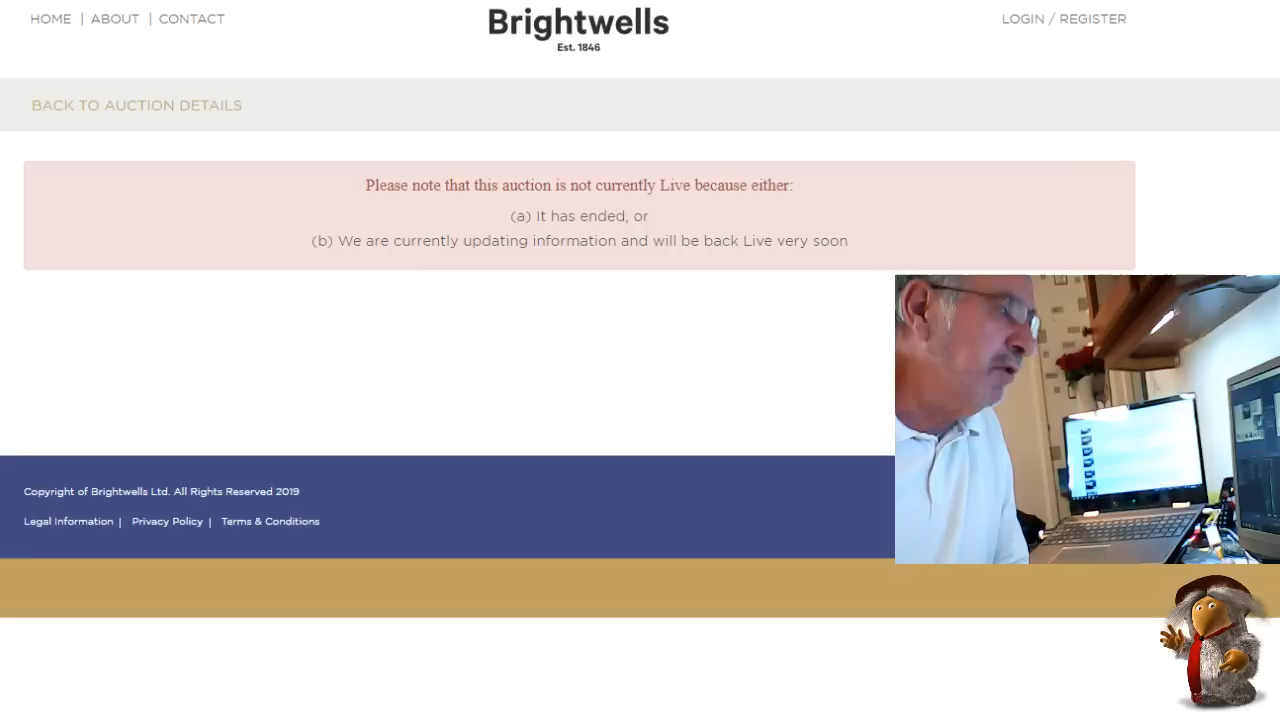 HOME | ABOUT | CONTACT
Brightwells
Est. 1846
LOGIN / REGISTER
BACK TO AUCTION DETAILS
Please note that this auction is not currently Live because either:
(a) It has ended, or
(b) We are currently updating information and will be back Live very soon
Copyright of Brightwells Ltd. All Rights Reserved 2019
Legal Information | Privacy Policy | Terms & Conditions